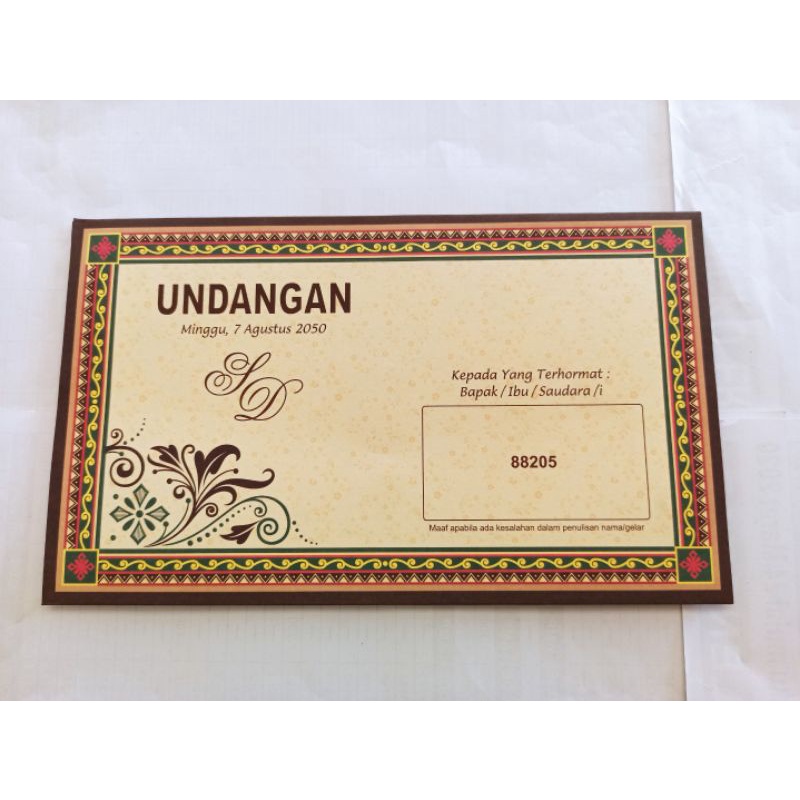 UNDANGAN
Minggu, 7 Agustus 2050
SD
Kepada Yang Terhormat :
Bapak / Ibu / Saudara /i
88205
Maaf apabila ada kesalahan dalam penulisan nama/gelar